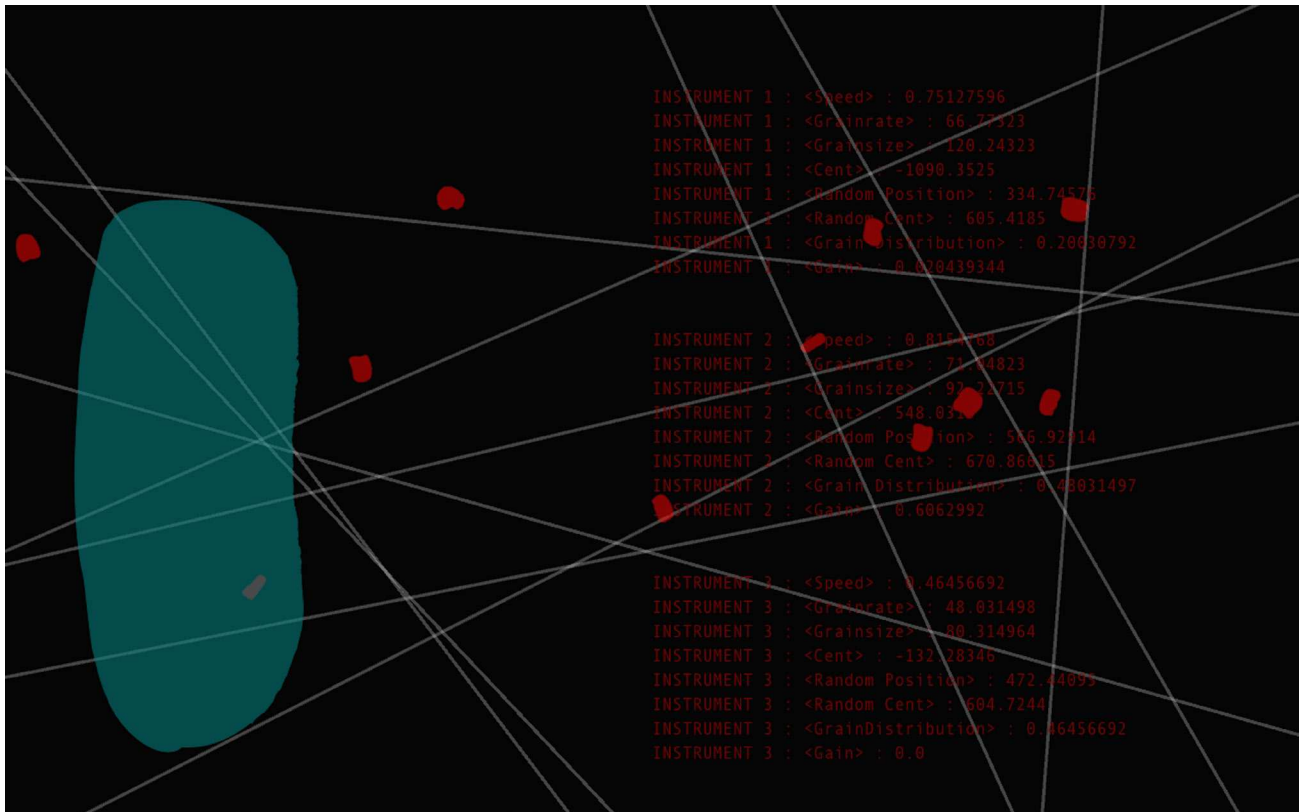 INSTRUMENT 1 : <Speed> : 0.75127596
INSTRUMENT 1 : <Grainrate> : 66.77323
INSTRUMENT 1 : <Grainsize> : 120.24323
INSTRUMENT 1 : <Cent> : -1090.3525
INSTRUMENT 1 : <Random Position> : 334.74576
INSTRUMENT 1 : <Random Cent> : 605.4185
INSTRUMENT 1 : <Grain Distribution> : 0.20030792
INSTRUMENT 1 : <Gain> : 0.020439344
INSTRUMENT 2 : <Speed> :
INSTRUMENT 2 : <Grainrate> :
INSTRUMENT 2 : <Grainsize> :
INSTRUMENT 2 : <Cent> :
INSTRUMENT 2 : <Random Position> : 566.92914
INSTRUMENT 2 : <Random Cent> : 670.86615
INSTRUMENT 2 : <Grain Distribution> : 0.48031497
INSTRUMENT 2 : <Gain> : 0.6062992
INSTRUMENT 3 : <Speed> : 0.46456692
INSTRUMENT 3 : <Grainrate> : 48.031498
INSTRUMENT 3 : <Grainsize> : 80.314964
INSTRUMENT 3 : <Cent> : -132.28346
INSTRUMENT 3 : <Random Position> : 472.44095
INSTRUMENT 3 : <Random Cent> : 604.7244
INSTRUMENT 3 : <GrainDistribution> : 0.46456692
INSTRUMENT 3 : <Gain> : 0.0